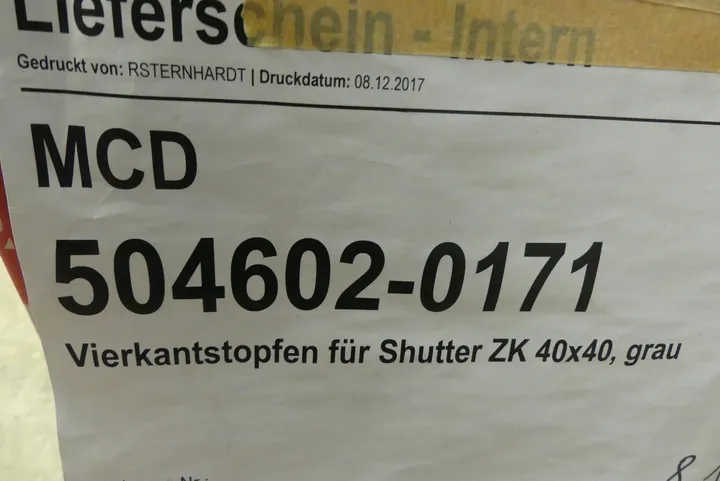 Lieferschein - Intern
Gedruckt von: RSTERNHARDT | Druckdatum: 08.12.2017
MCD
504602-0171
Vierkantstopfen für Shutter ZK 40x40, grau